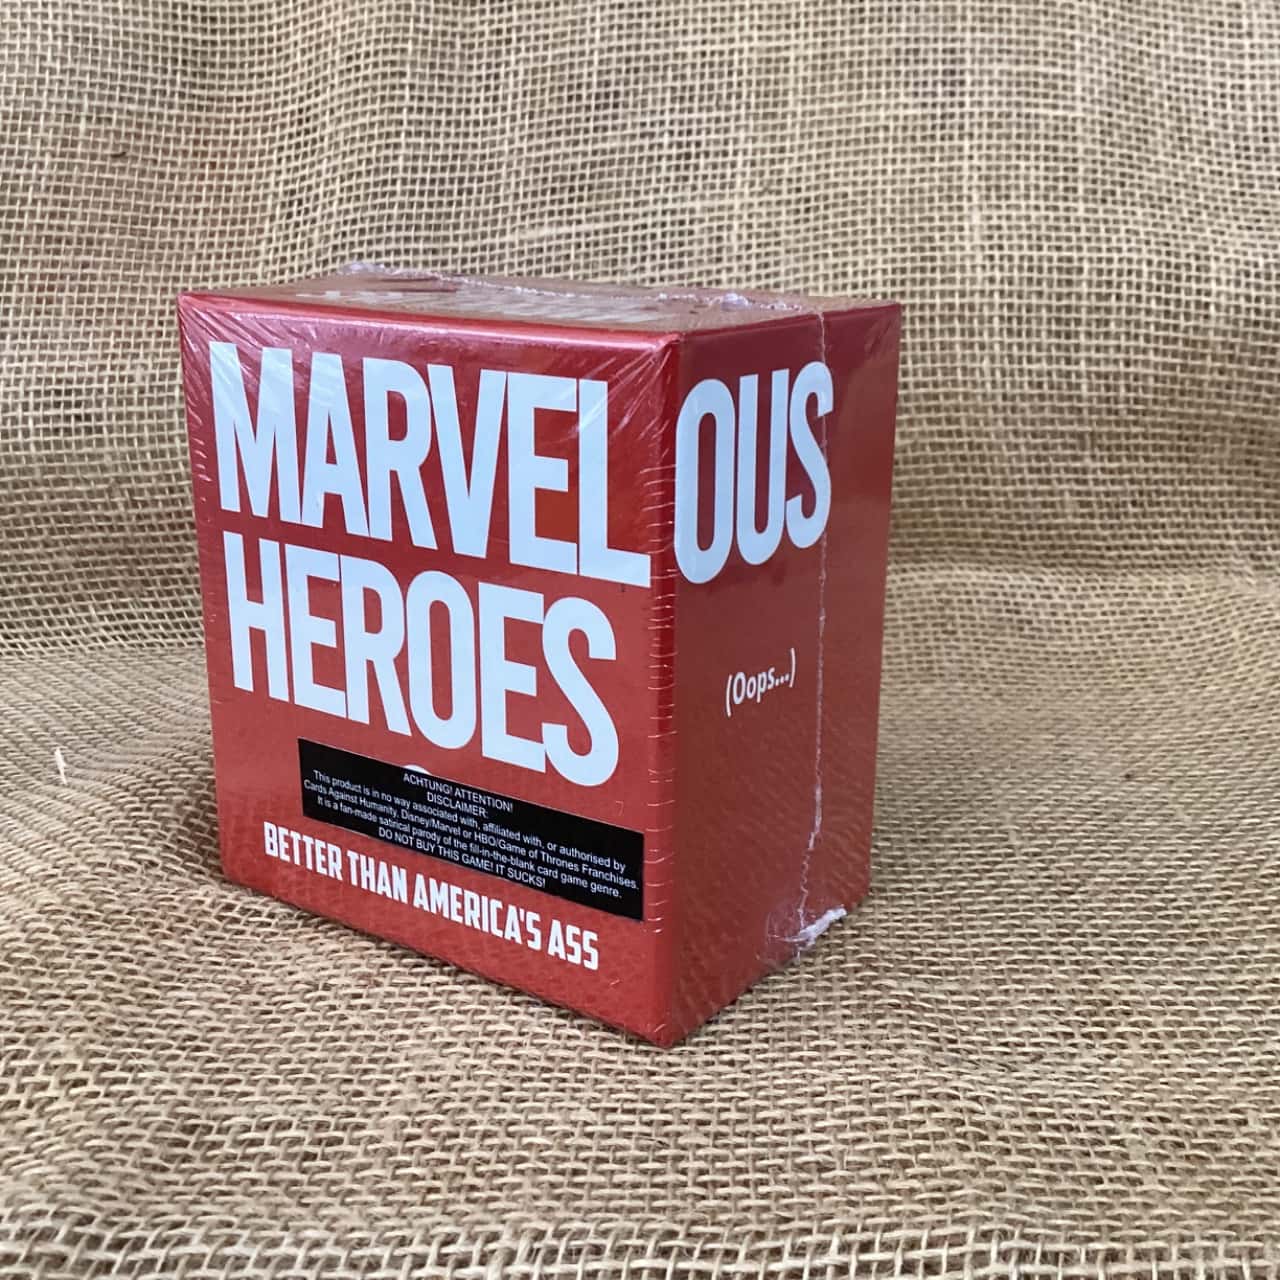 MARVELOUS
HEROES
(Oops...)
ACHTUNG! ATTENTION!
DISCLAIMER:
This product is in no way associated with, affiliated with, or authorised by
Cards Against Humanity, Disney/Marvel or HBO/Game of Thrones Franchises.
It is a fan-made satirical parody of the fill-in-the-blank card game genre.
DO NOT BUY THIS GAME! IT SUCKS!
BETTER THAN AMERICA'S ASS